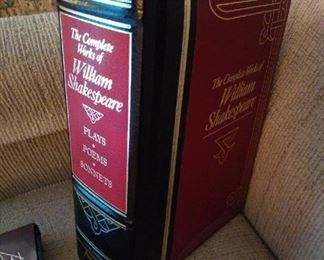 The Complete
Works of
William
Shakespeare
PLAYS
POEMS
SONNETS
The Complete Works of
William
Shakespeare